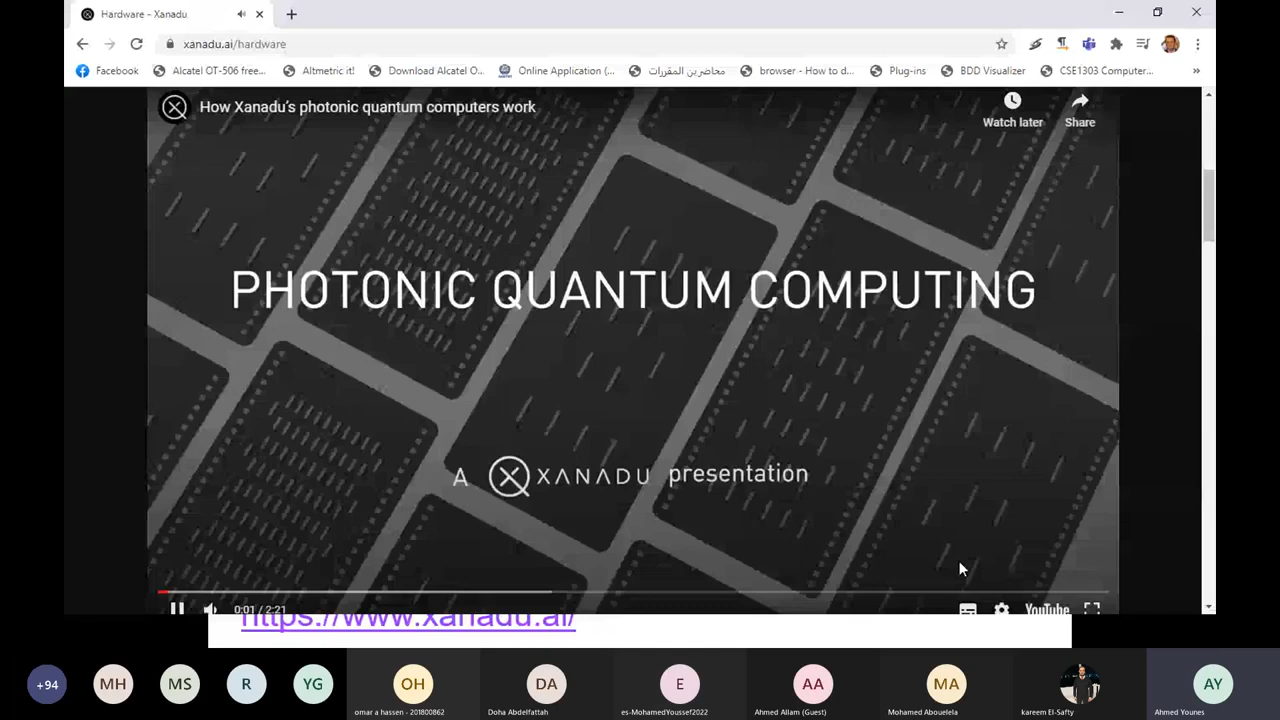 Hardware – Xanadu
xanadu.ai/hardware
Facebook
Alcatel OT-506 free...
Altmetric it!
Download Alcatel O...
Online Application (...
محاضر بن المقررات
browser - How to d...
Plug-ins
BDD Visualizer
CSE1303 Computer...
»
How Xanadu's photonic quantum computers work
Watch later
Share
PHOTONIC QUANTUM COMPUTING
A XANADU presentation
0:01 / 2:21
YouTube
https://www.xanadu.ai/
+94
MH
MS
R
YG
OH
DA
E
AA
MA
AY
omar a hassen - 201800862
Doha Abdelfattah
es-MohamedYoussef2022
Ahmed Allam (Guest)
Mohamed Abouelela
kareem El-Safty
Ahmed Younes